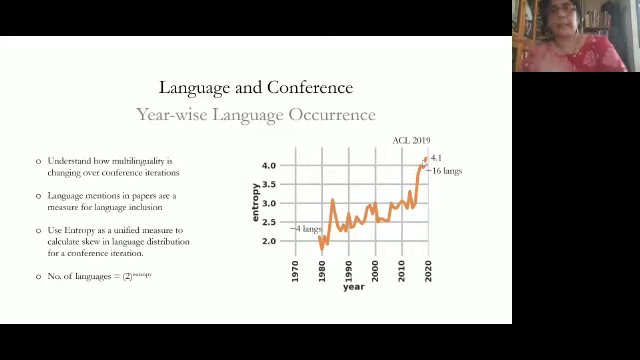 Language and Conference
Year-wise Language Occurrence
o Understand how multilinguality is
changing over conference iterations
o Language mentions in papers are a
measure for language inclusion
o Use Entropy as a unified measure to
calculate skew in language distribution
for a conference iteration.
o No. of languages = (2)^entropy
ACL 2019
4.1
~16 langs
~4 langs
entropy
4.0
3.5
3.0
2.5
2.0
1970
1980
1990
2000
2010
2020
year